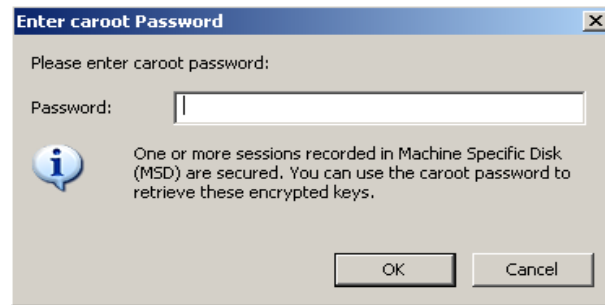 Enter caroot Password
Please enter caroot password:
Password:
One or more sessions recorded in Machine Specific Disk
(MSD) are secured. You can use the caroot password to
retrieve these encrypted keys.
OK Cancel